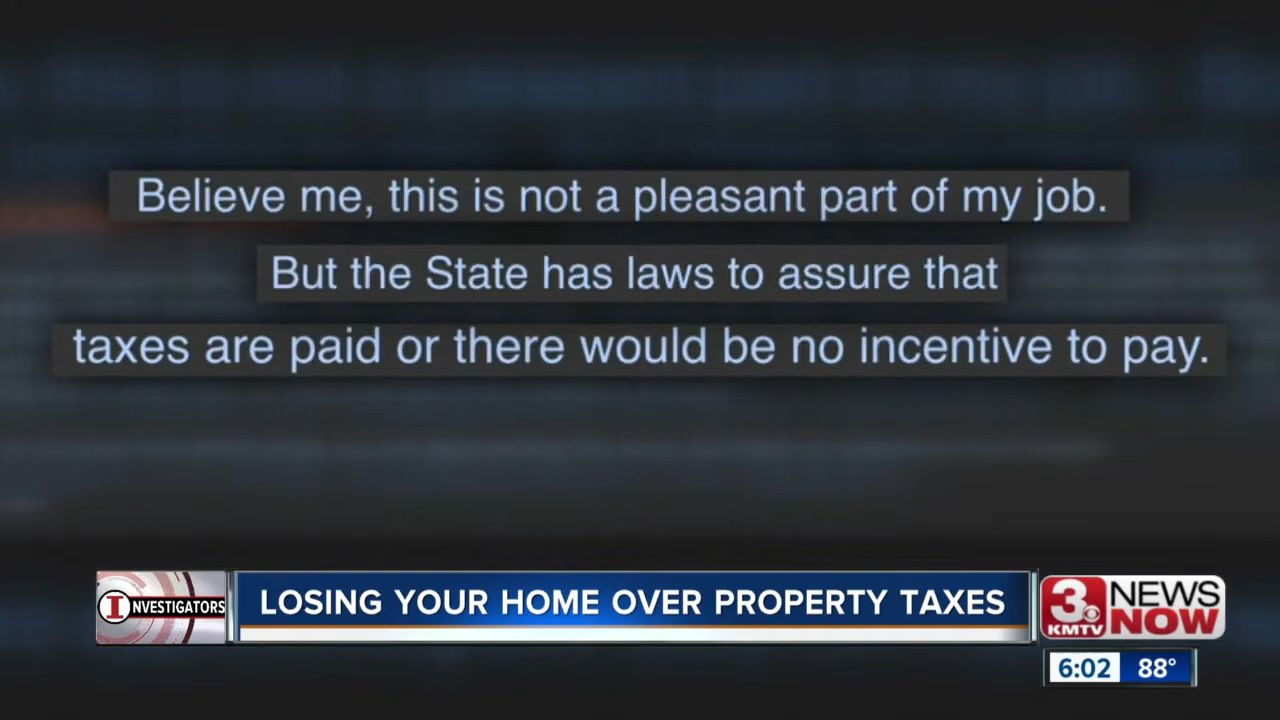 Believe me, this is not a pleasant part of my job.
But the State has laws to assure that
taxes are paid or there would be no incentive to pay.
INVESTIGATORS
LOSING YOUR HOME OVER PROPERTY TAXES
3 NEWS
KMTV NOW
6:02 88°